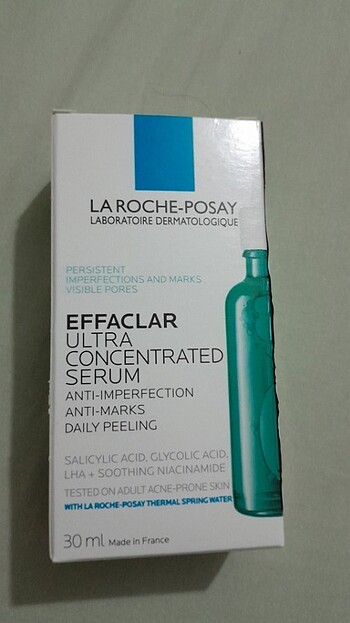 LA ROCHE-POSAY
LABORATOIRE DERMATOLOGIQUE
PERSISTENT
IMPERFECTIONS AND MARKS,
VISIBLE PORES
EFFACLAR
ULTRA
CONCENTRATED
SERUM
ANTI-IMPERFECTION
ANTI-MARKS
DAILY PEELING
SALICYLIC ACID, GLYCOLIC ACID,
LHA + SOOTHING NIACINAMIDE
TESTED ON ADULT ACNE-PRONE SKIN
WITH LA ROCHE-POSAY THERMAL SPRING WATER
30 ml Made in France